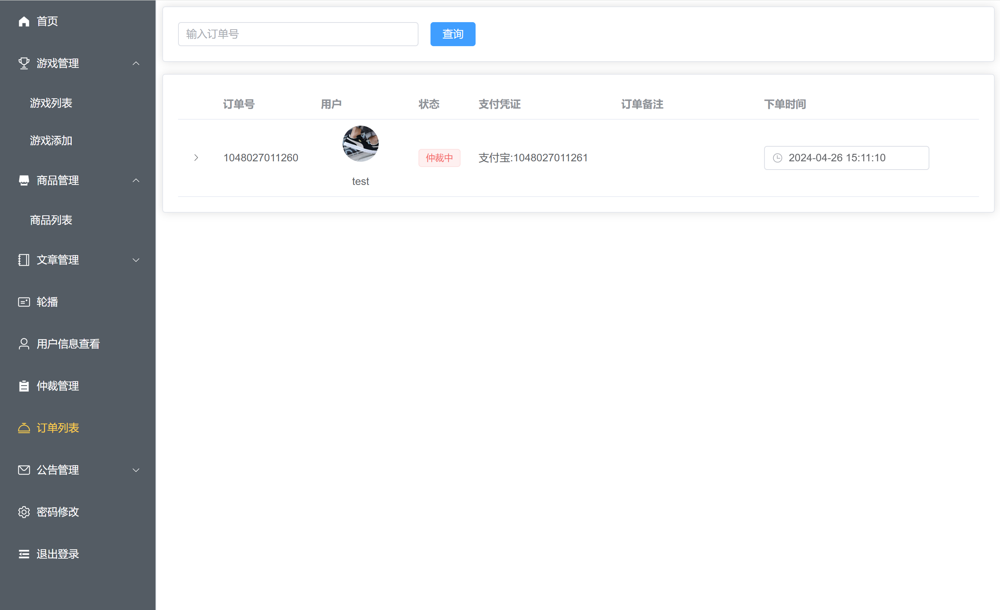 首页
游戏管理
游戏列表
游戏添加
商品管理
商品列表
文章管理
轮播
用户信息查看
仲裁管理
订单列表
公告管理
密码修改
退出登录
输入订单号 查询
订单号 用户 状态 支付凭证 订单备注 下单时间
1048027011260 test 仲裁中 支付宝:1048027011261 2024-04-26 15:11:10